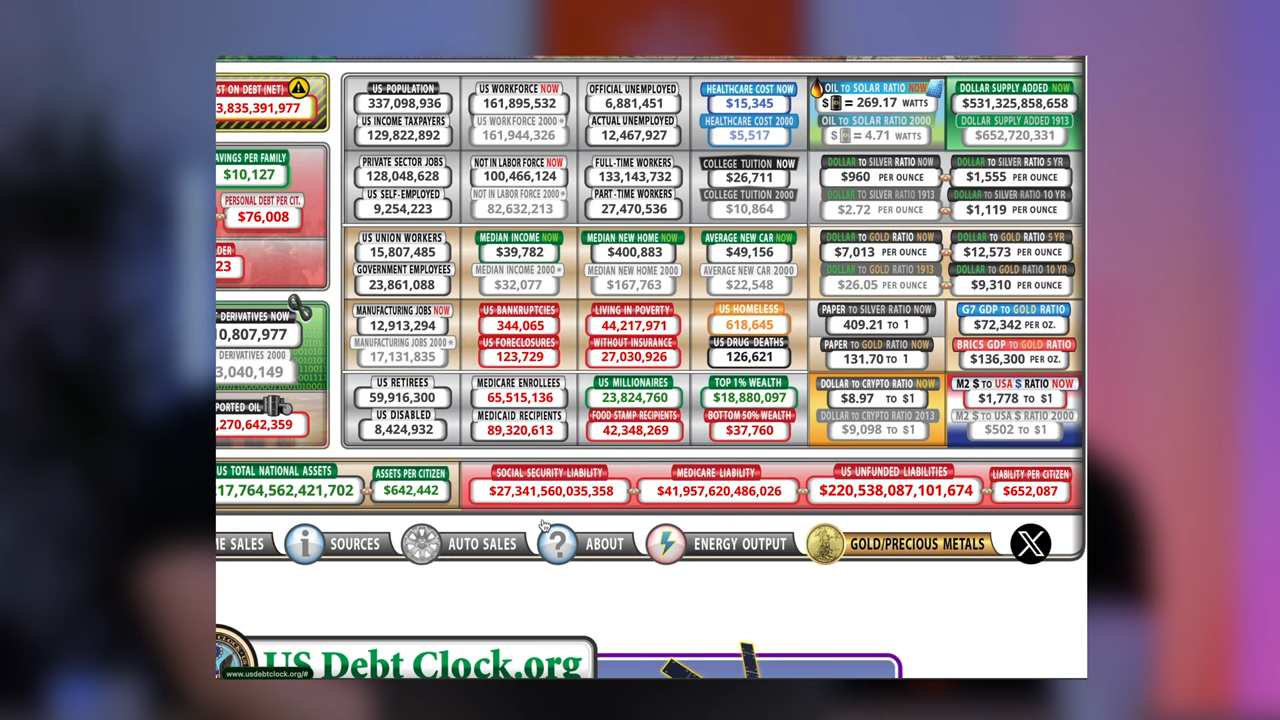 ST ON DEBT (NET)
3,835,391,977
AVINGS PER FAMILY
$10,127
PERSONAL DEBT PER CIT.
$76,008
DER
23
DERIVATIVES NOW
0,807,977
DERIVATIVES 2000
3,040,149
PORTED OIL
,270,642,359
US POPULATION
337,098,936
US INCOME TAXPAYERS
129,822,892
US WORKFORCE NOW
161,895,532
US WORKFORCE 2000
161,944,326
OFFICIAL UNEMPLOYED
6,881,451
ACTUAL UNEMPLOYED
12,467,927
HEALTHCARE COST NOW
$15,345
HEALTHCARE COST 2000
$5,517
OIL TO SOLAR RATIO NOW
$ = 269.17 WATTS
OIL TO SOLAR RATIO 2000
$ = 4.71 WATTS
DOLLAR SUPPLY ADDED NOW
$531,325,858,658
DOLLAR SUPPLY ADDED 1913
$652,720,331
PRIVATE SECTOR JOBS
128,048,628
US SELF-EMPLOYED
9,254,223
NOT IN LABOR FORCE NOW
100,466,124
NOT IN LABOR FORCE 2000
82,632,213
FULL-TIME WORKERS
133,143,732
PART-TIME WORKERS
27,470,536
COLLEGE TUITION NOW
$26,711
COLLEGE TUITION 2000
$10,864
DOLLAR TO SILVER RATIO NOW
$960 PER OUNCE
DOLLAR TO SILVER RATIO 1913
$2.72 PER OUNCE
DOLLAR TO SILVER RATIO 5 YR
$1,555 PER OUNCE
DOLLAR TO SILVER RATIO 10 YR
$1,119 PER OUNCE
US UNION WORKERS
15,807,485
GOVERNMENT EMPLOYEES
23,861,088
MEDIAN INCOME NOW
$39,782
MEDIAN INCOME 2000
$32,077
MEDIAN NEW HOME NOW
$400,883
MEDIAN NEW HOME 2000
$167,763
AVERAGE NEW CAR NOW
$49,156
AVERAGE NEW CAR 2000
$22,548
DOLLAR TO GOLD RATIO NOW
$7,013 PER OUNCE
DOLLAR TO GOLD RATIO 1913
$26.05 PER OUNCE
DOLLAR TO GOLD RATIO 5 YR
$12,573 PER OUNCE
DOLLAR TO GOLD RATIO 10 YR
$9,310 PER OUNCE
MANUFACTURING JOBS NOW
12,913,294
MANUFACTURING JOBS 2000
17,131,835
US BANKRUPTCIES
344,065
US FORECLOSURES
123,729
LIVING IN POVERTY
44,217,971
WITHOUT INSURANCE
27,030,926
US HOMELESS
618,645
US DRUG DEATHS
126,621
PAPER TO SILVER RATIO NOW
409.21 TO 1
PAPER TO GOLD RATIO NOW
131.70 TO 1
G7 GDP TO GOLD RATIO
$72,342 PER OZ.
BRICS GDP TO GOLD RATIO
$136,300 PER OZ.
US RETIREES
59,916,300
US DISABLED
8,424,932
MEDICARE ENROLLEES
65,515,136
MEDICAID RECIPIENTS
89,320,613
US MILLIONAIRES
23,824,760
FOOD STAMP RECIPIENTS
42,348,269
TOP 1% WEALTH
$18,880,097
BOTTOM 50% WEALTH
$37,760
DOLLAR TO CRYPTO RATIO NOW
$8.97 TO $1
DOLLAR TO CRYPTO RATIO 2013
$9,098 TO $1
M2 $ TO USA $ RATIO NOW
$1,778 TO $1
M2 $ TO USA $ RATIO 2000
$502 TO $1
US TOTAL NATIONAL ASSETS
17,764,562,421,702
ASSETS PER CITIZEN
$642,442
SOCIAL SECURITY LIABILITY
$27,341,560,035,358
MEDICARE LIABILITY
$41,957,620,486,026
US UNFUNDED LIABILITIES
$220,538,087,101,674
LIABILITY PER CITIZEN
$652,087
ME SALES
SOURCES
AUTO SALES
ABOUT
ENERGY OUTPUT
GOLD/PRECIOUS METALS
US Debt Clock.org
www.usdebtclock.org/#